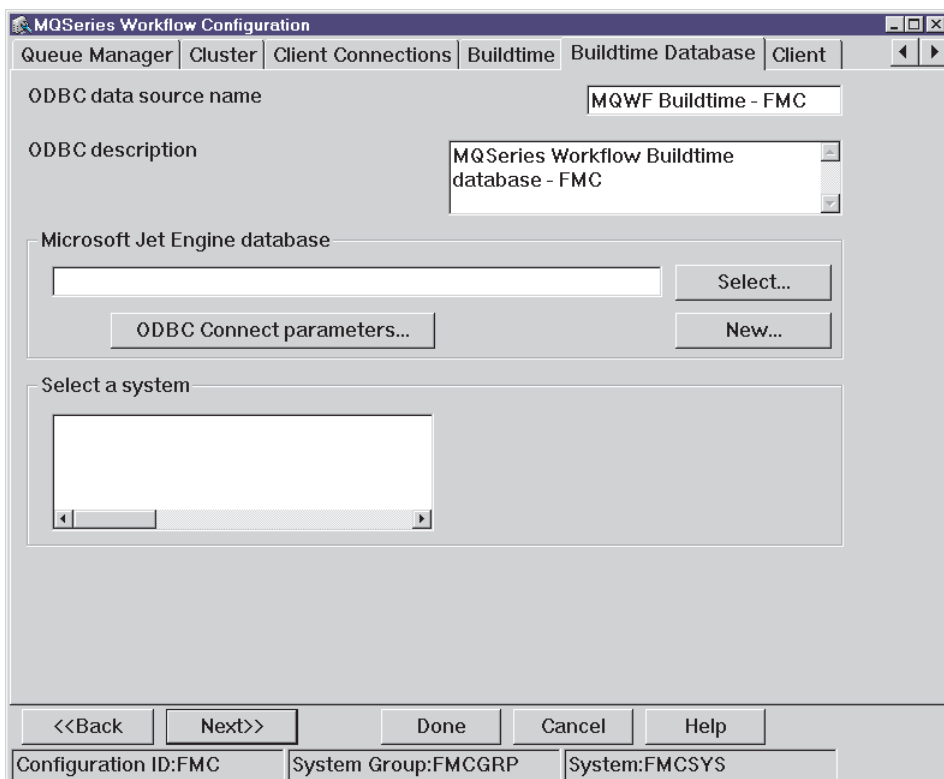 MQSeries Workflow Configuration
Queue Manager Cluster Client Connections Buildtime Buildtime Database Client
ODBC data source name MQWF Buildtime - FMC
ODBC description MQSeries Workflow Buildtime
database - FMC
Microsoft Jet Engine database
Select...
ODBC Connect parameters... New...
Select a system
<<Back Next>> Done Cancel Help
Configuration ID:FMC System Group:FMCGRP System:FMCSYS